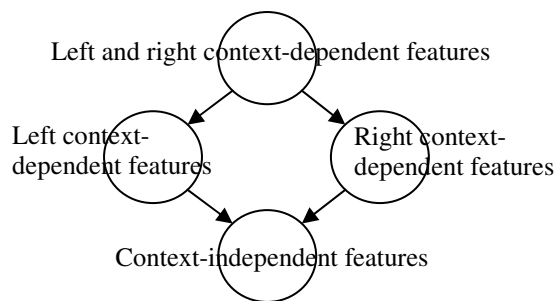 Left and right context-dependent features
Left context-
dependent features
Right context-
dependent features
Context-independent features